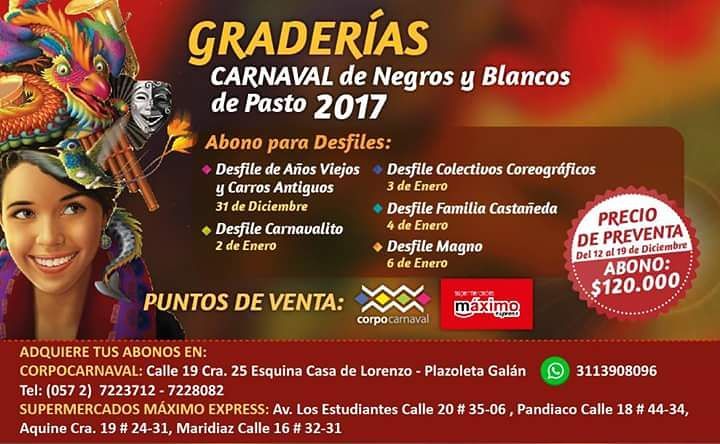 GRADERÍAS
CARNAVAL de Negros y Blancos
de Pasto 2017
Abono para Desfiles:
Desfile de Años Viejos
y Carros Antiguos
31 de Diciembre
Desfile Carnavalito
2 de Enero
Desfile Colectivos Coreográficos
3 de Enero
Desfile Familia Castañeda
4 de Enero
Desfile Magno
6 de Enero
PRECIO
DE PREVENTA
Del 12 al 19 de Diciembre
ABONO:
$120.000
PUNTOS DE VENTA:
corpocarnaval
máximo
ADQUIERE TUS ABONOS EN:
CORPOCARNAVAL: Calle 19 Cra. 25 Esquina Casa de Lorenzo - Plazoleta Galán 3113908096
Tel: (057 2) 7223712 - 7228082
SUPERMERCADOS MÁXIMO EXPRESS: Av. Los Estudiantes Calle 20 # 35-06 , Pandiaco Calle 18 # 44-34,
Aquine Cra. 19 # 24-31, Maridiaz Calle 16 # 32-31